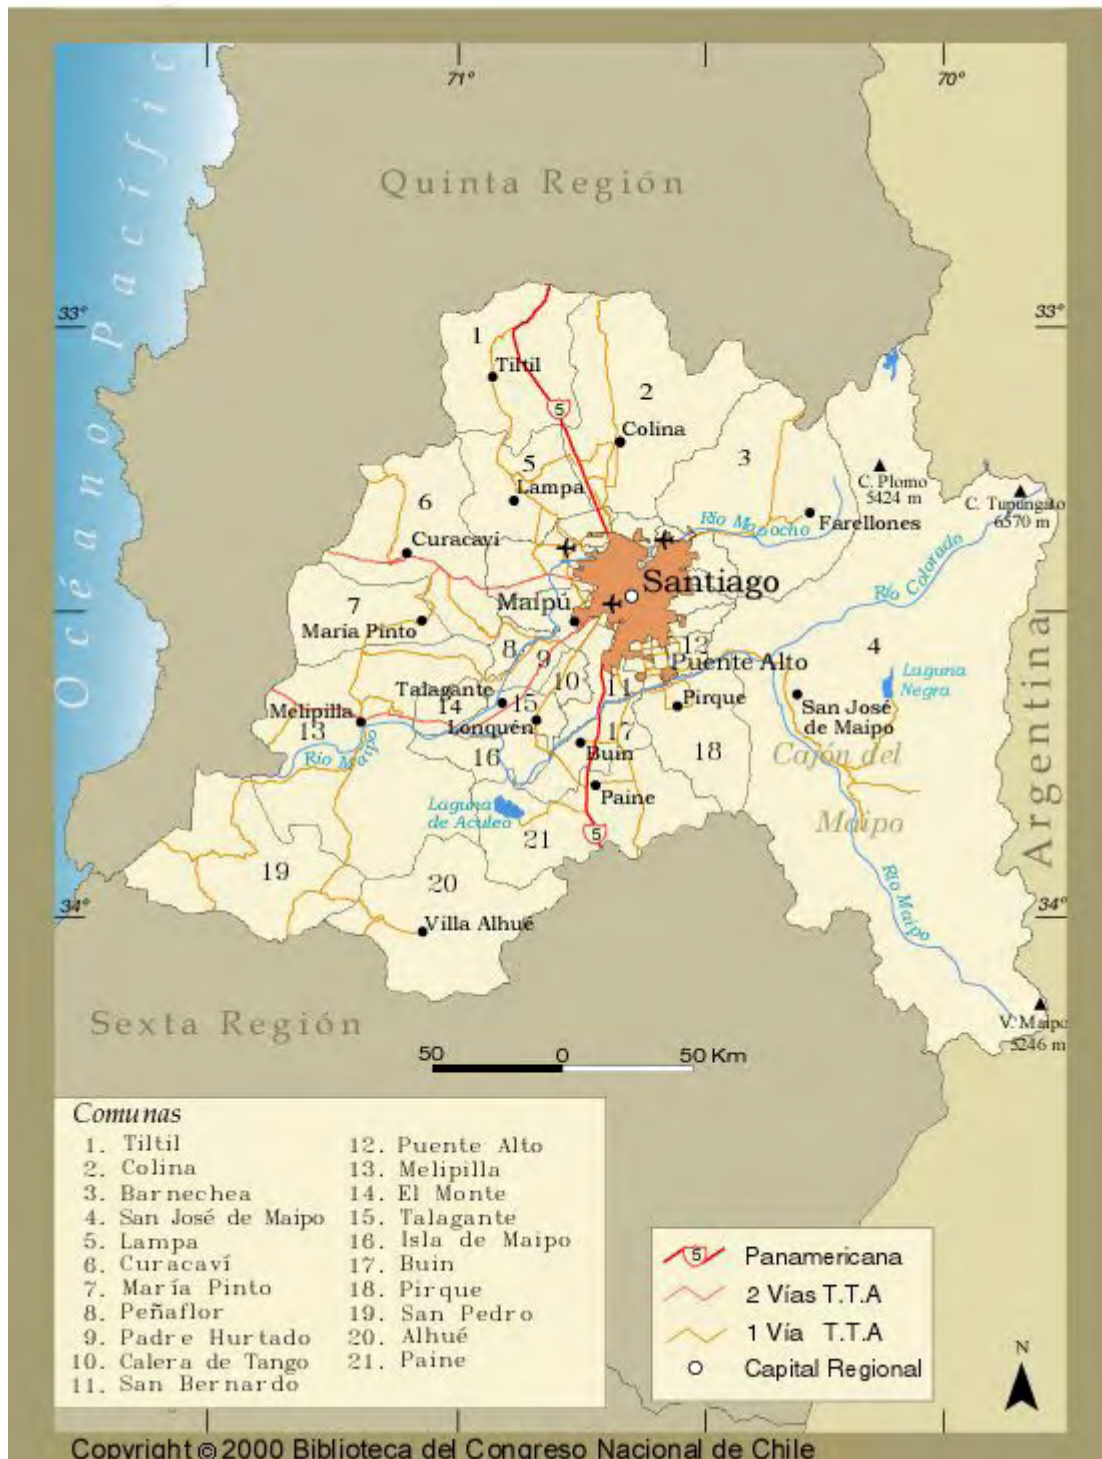 71°
70°
Océano Pacífic
Quinta Región
33°
33°
1
Tiltil
5
2
Colina
3
5
Lampa
6
C. Plomo
5424 m
C. Tupungato
6570 m
Río Mapocho
Farellones
Curacaví
Río Colorado
Santiago
7
María Pinto
Maipú
8
9
12
4
Puente Alto
10
11
Laguna
Negra
Talagante
14
15
Pirque
San José
de Maipo
Melipilla
13
Lonquén
17
Río Maipo
16
Buin
18
Cajón del
Maipo
Argentina
Paine
Laguna
de Aculeo
5
21
19
20
Río Maipo
34°
34°
Villa Alhué
Sexta Región
V. Maipo
5246 m
50 0 50 Km
Comunas
1. Tiltil
2. Colina
3. Barnechea
4. San José de Maipo
5. Lampa
6. Curacaví
7. María Pinto
8. Peñaflor
9. Padre Hurtado
10. Calera de Tango
11. San Bernardo
12. Puente Alto
13. Melipilla
14. El Monte
15. Talagante
16. Isla de Maipo
17. Buin
18. Pirque
19. San Pedro
20. Alhué
21. Paine
5 Panamericana
2 Vías T.T.A
1 Vía T.T.A
Capital Regional
N
Copyright © 2000 Biblioteca del Congreso Nacional de Chile